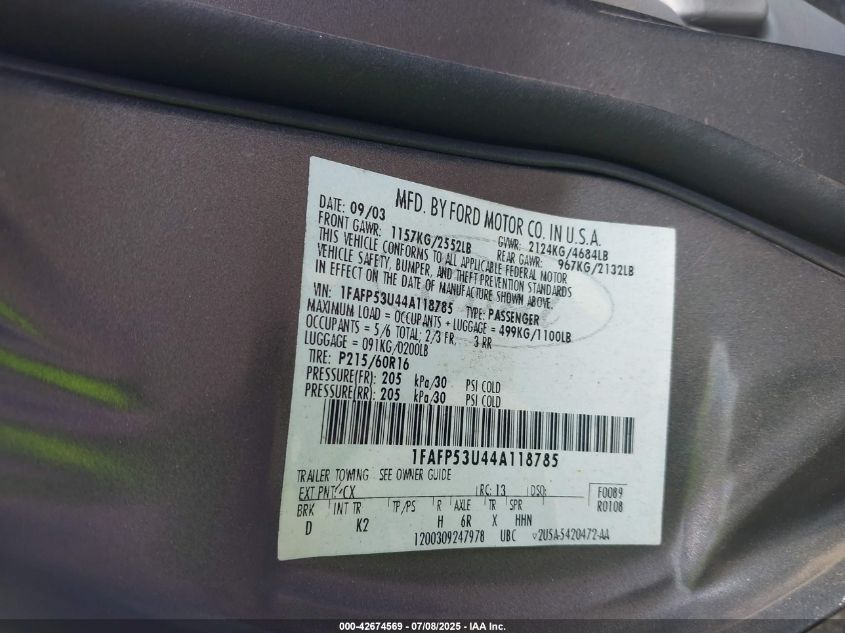 MFD. BY FORD MOTOR CO. IN U.S.A.
DATE: 09/03 GVWR: 2124KG/4684LB
FRONT GAWR: 1157KG/2552LB REAR GAWR: 967KG/2132LB
THIS VEHICLE CONFORMS TO ALL APPLICABLE FEDERAL MOTOR
VEHICLE SAFETY, BUMPER, AND THEFT PREVENTION STANDARDS
IN EFFECT ON THE DATE OF MANUFACTURE SHOWN ABOVE.
VIN: 1FAFP53U44A118785 TYPE: PASSENGER
MAXIMUM LOAD = OCCUPANTS + LUGGAGE = 499KG/1100LB
OCCUPANTS = 5/6 TOTAL; 2/3 FR. 3 RR
LUGGAGE = 091KG/0200LB
TIRE: P215/60R16
PRESSURE(FR): 205 kPa/30 PSI COLD
PRESSURE(RR): 205 kPa/30 PSI COLD
1FAFP53U44A118785
TRAILER TOWING SEE OWNER GUIDE
EXT PNT: CX RC: 13 DSO: F0089
BRK INT TR TP/PS R AXLE TR SPR R0108
D K2 H 6R X HHN
1200309247978 UBC 2U5A-5420472-AA
000-42674569 - 07/08/2025 - IAA Inc.